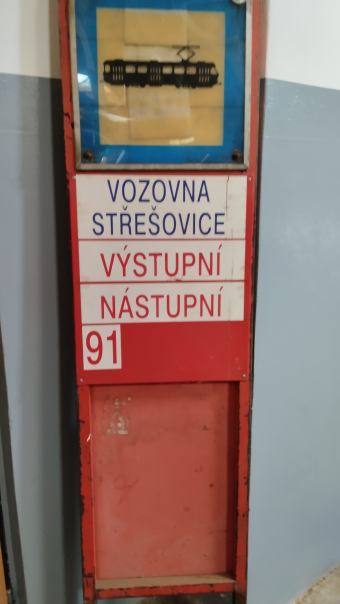 VOZOVNA
STŘEŠOVICE
VÝSTUPNÍ
NÁSTUPNÍ
91